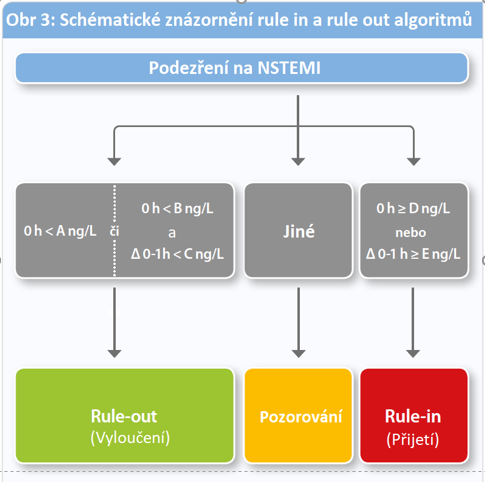 Obr 3: Schématické znázornění rule in a rule out algoritmů
Podezření na NSTEMI
0 h < A ng/L
či
0 h < B ng/L
a
Δ 0-1h < C ng/L
Jiné
0 h ≥ D ng/L
nebo
Δ 0-1 h ≥ E ng/L
Rule-out
(Vyloučení)
Pozorování
Rule-in
(Přijetí)